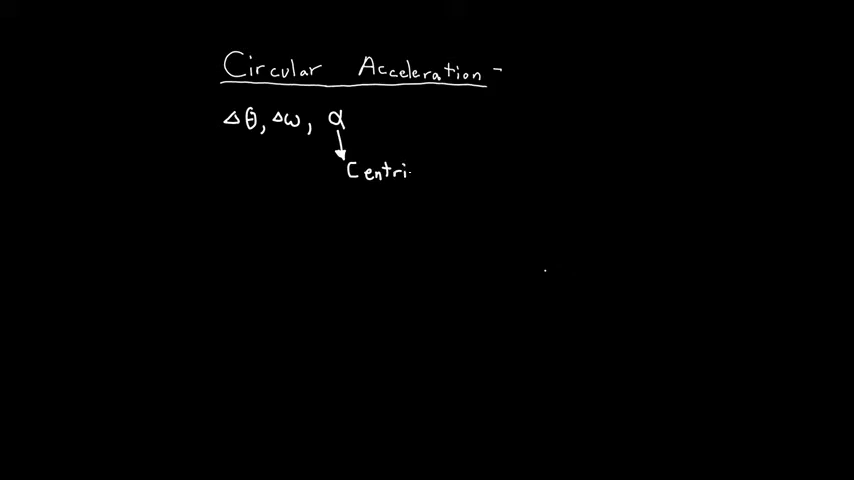 Circular Acceleration -
Δθ, Δω, α
Centri